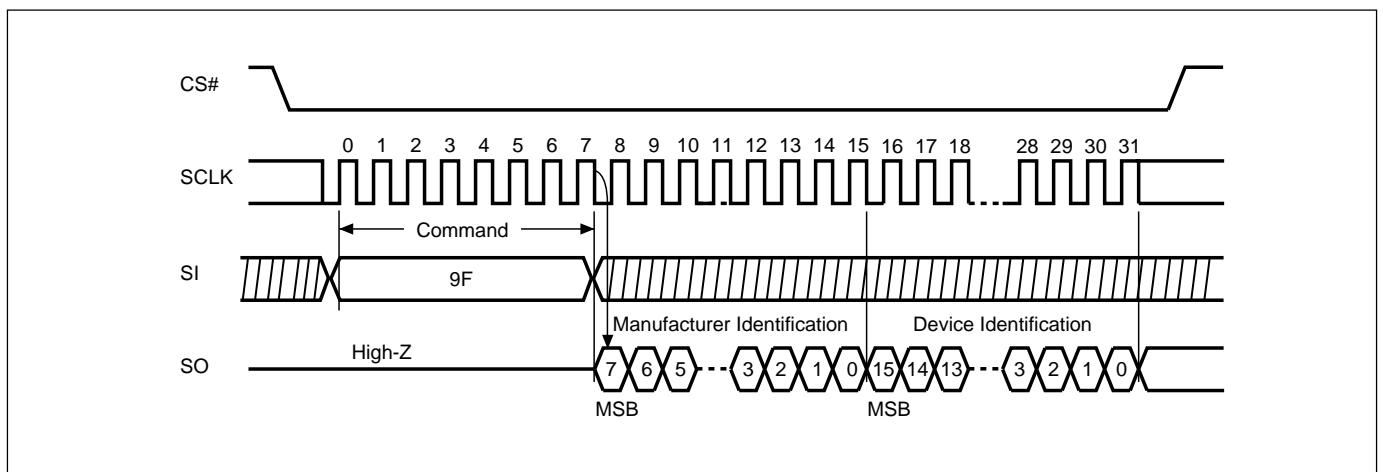 CS#
0 1 2 3 4 5 6 7 8 9 10 11 12 13 14 15 16 17 18 28 29 30 31
SCLK
Command
SI
9F
Manufacturer Identification Device Identification
High-Z
SO
7 6 5 3 2 1 0 15 14 13 3 2 1 0
MSB MSB